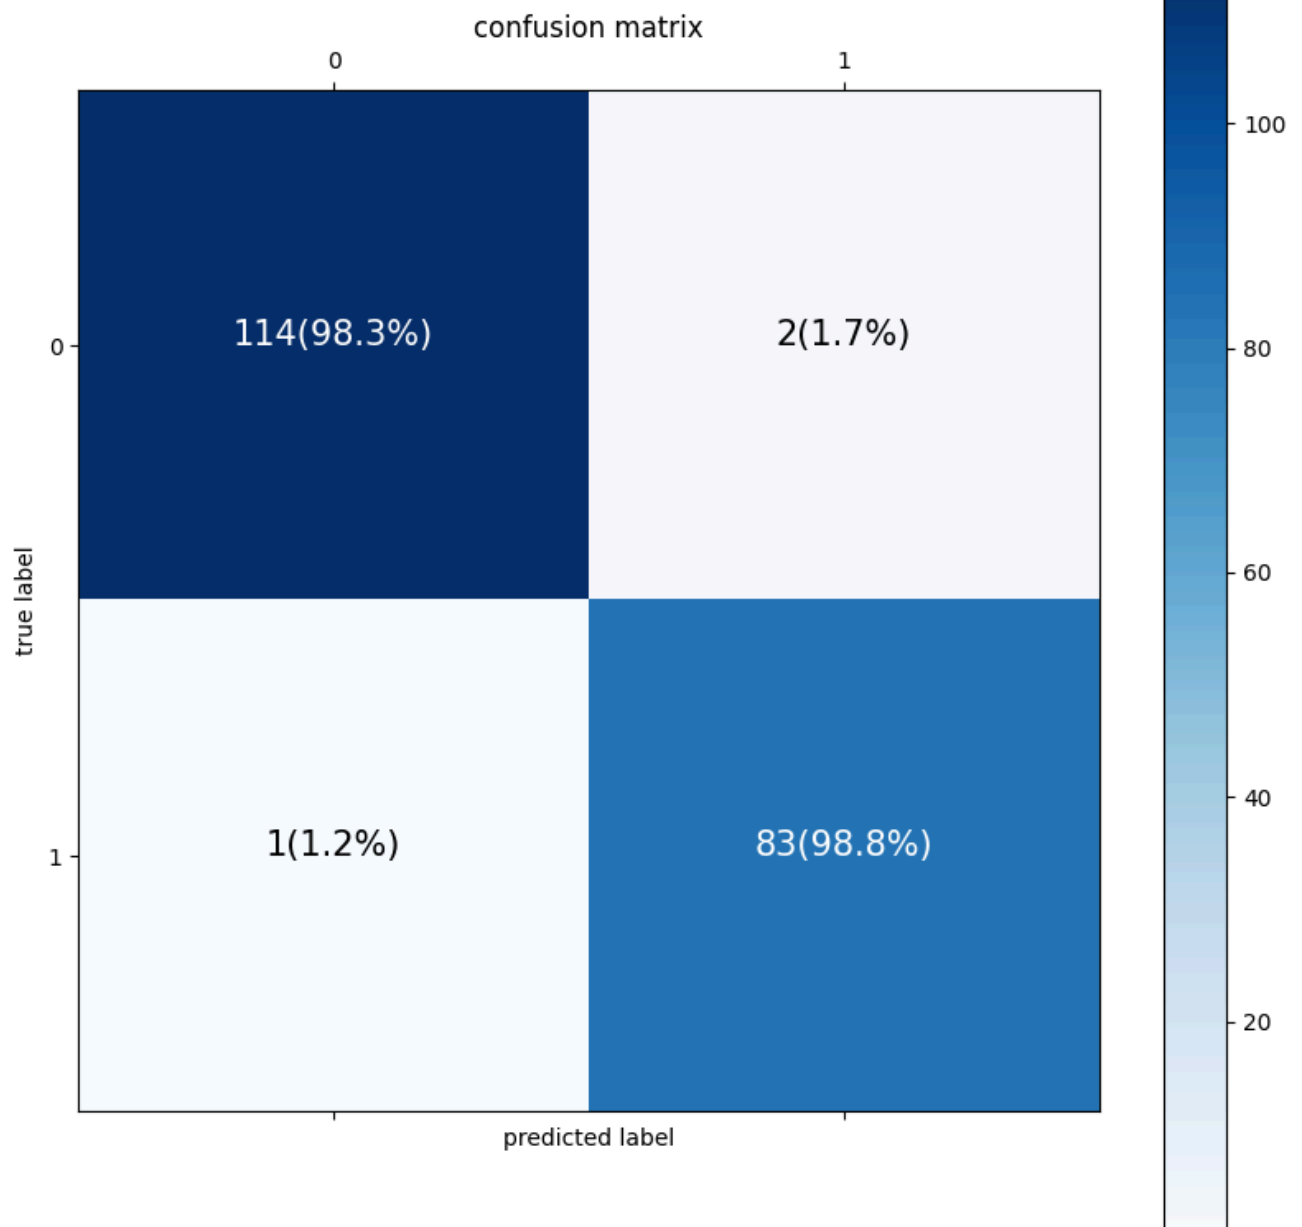 confusion matrix
0 1
100
0 114(98.3%) 2(1.7%)
80
60
true label
40
1 1(1.2%) 83(98.8%)
20
predicted label